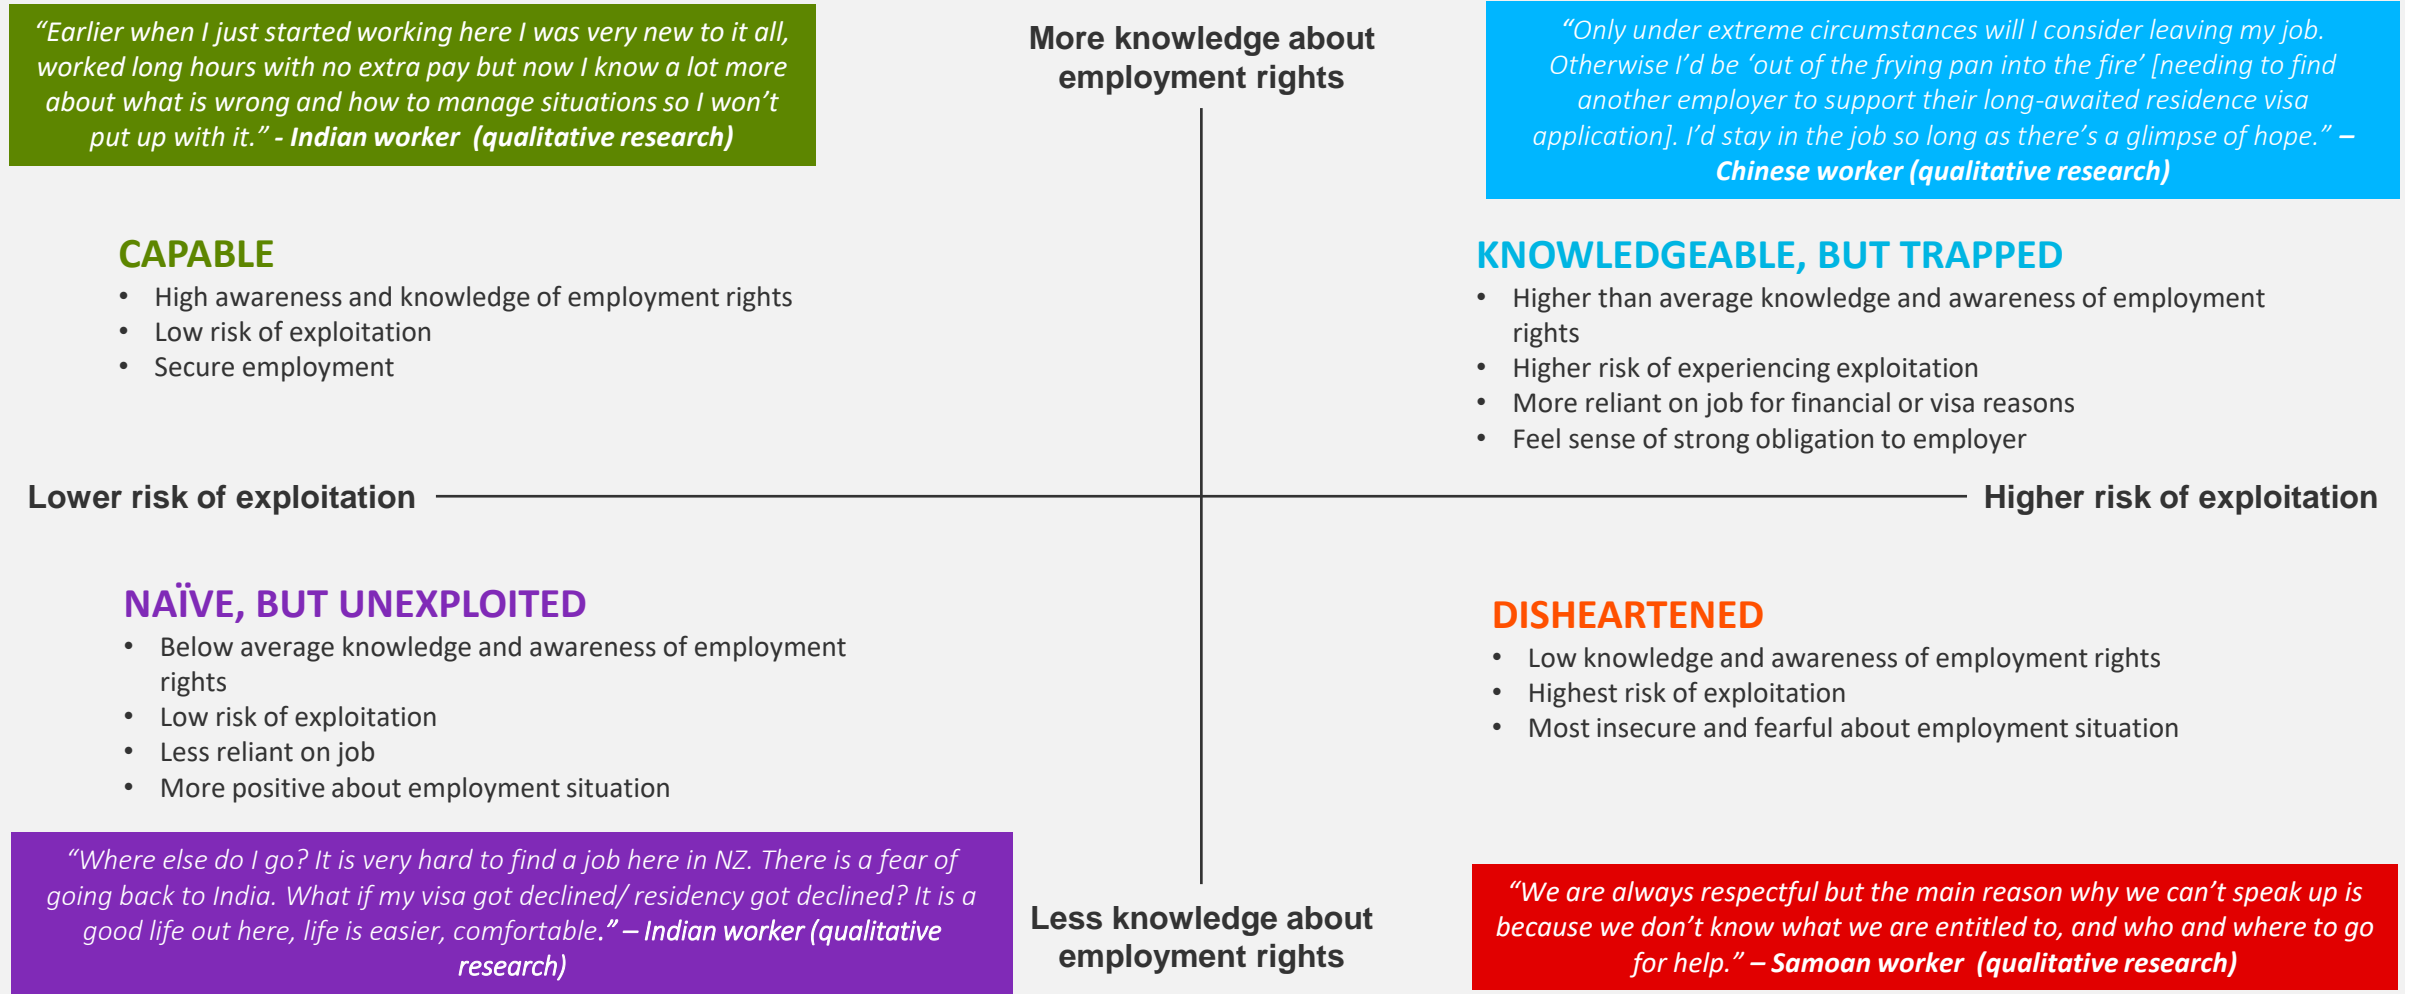 “Earlier when I just started working here I was very new to it all,
worked long hours with no extra pay but now I know a lot more
about what is wrong and how to manage situations so I won’t
put up with it.” - Indian worker (qualitative research)
More knowledge about
employment rights
“Only under extreme circumstances will I consider leaving my job.
Otherwise I’d be ‘out of the frying pan into the fire’ [needing to find
another employer to support their long-awaited residence visa
application]. I’d stay in the job so long as there’s a glimpse of hope.” –
Chinese worker (qualitative research)
CAPABLE
• High awareness and knowledge of employment rights
• Low risk of exploitation
• Secure employment
KNOWLEDGEABLE, BUT TRAPPED
• Higher than average knowledge and awareness of employment
rights
• Higher risk of experiencing exploitation
• More reliant on job for financial or visa reasons
• Feel sense of strong obligation to employer
Lower risk of exploitation
Higher risk of exploitation
NAÏVE, BUT UNEXPLOITED
• Below average knowledge and awareness of employment
rights
• Low risk of exploitation
• Less reliant on job
• More positive about employment situation
DISHEARTENED
• Low knowledge and awareness of employment rights
• Highest risk of exploitation
• Most insecure and fearful about employment situation
“Where else do I go? It is very hard to find a job here in NZ. There is a fear of
going back to India. What if my visa got declined/ residency got declined? It is a
good life out here, life is easier, comfortable.” – Indian worker (qualitative
research)
Less knowledge about
employment rights
“We are always respectful but the main reason why we can’t speak up is
because we don’t know what we are entitled to, and who and where to go
for help.” – Samoan worker (qualitative research)